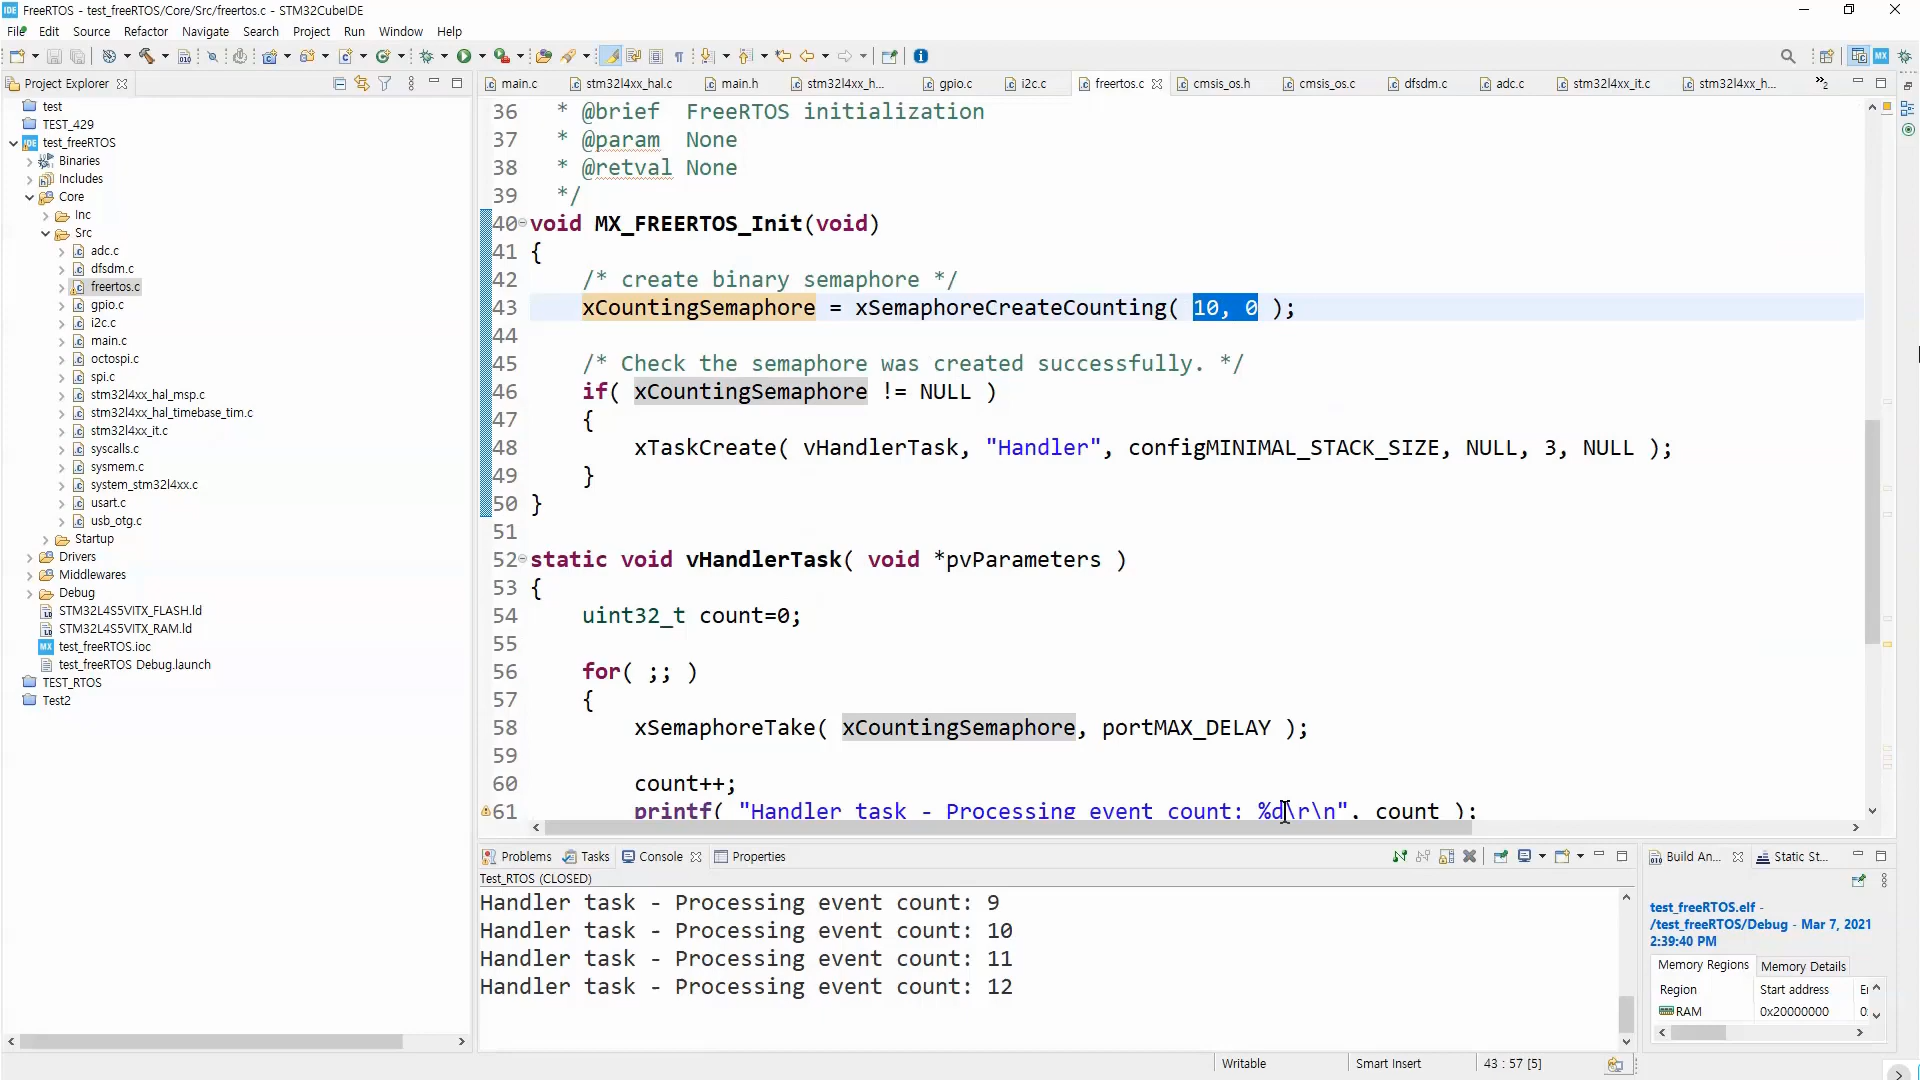 FreeRTOS - test_freeRTOS/Core/Src/freertos.c - STM32CubeIDE
File Edit Source Refactor Navigate Search Project Run Window Help
Project Explorer
main.c stm32l4xx_hal.c main.h stm32l4xx_h... gpio.c i2c.c freertos.c cmsis_os.h cmsis_os.c dfsdm.c adc.c stm32l4xx_it.c stm32l4xx_h... 2
test
TEST_429
test_freeRTOS
Binaries
Includes
Core
Inc
Src
adc.c
dfsdm.c
freertos.c
gpio.c
i2c.c
main.c
octospi.c
spi.c
stm32l4xx_hal_msp.c
stm32l4xx_hal_timebase_tim.c
stm32l4xx_it.c
syscalls.c
sysmem.c
system_stm32l4xx.c
usart.c
usb_otg.c
Startup
Drivers
Middlewares
Debug
STM32L4S5VITX_FLASH.ld
STM32L4S5VITX_RAM.ld
test_freeRTOS.ioc
test_freeRTOS Debug.launch
TEST_RTOS
Test2
36 * @brief FreeRTOS initialization
37 * @param None
38 * @retval None
39 */
40 void MX_FREERTOS_Init(void)
41 {
42 /* create binary semaphore */
43 xCountingSemaphore = xSemaphoreCreateCounting( 10, 0 );
44
45 /* Check the semaphore was created successfully. */
46 if( xCountingSemaphore != NULL )
47 {
48 xTaskCreate( vHandlerTask, "Handler", configMINIMAL_STACK_SIZE, NULL, 3, NULL );
49 }
50 }
51
52 static void vHandlerTask( void *pvParameters )
53 {
54 uint32_t count=0;
55
56 for( ;; )
57 {
58 xSemaphoreTake( xCountingSemaphore, portMAX_DELAY );
59
60 count++;
61 printf( "Handler task - Processing event count: %d\r\n", count );
Problems Tasks Console Properties
Test_RTOS (CLOSED)
Handler task - Processing event count: 9
Handler task - Processing event count: 10
Handler task - Processing event count: 11
Handler task - Processing event count: 12
Build An... Static St...
test_freeRTOS.elf -
/test_freeRTOS/Debug - Mar 7, 2021
2:39:40 PM
Memory Regions Memory Details
Region Start address
RAM 0x20000000
Writable Smart Insert 43 : 57 [5]